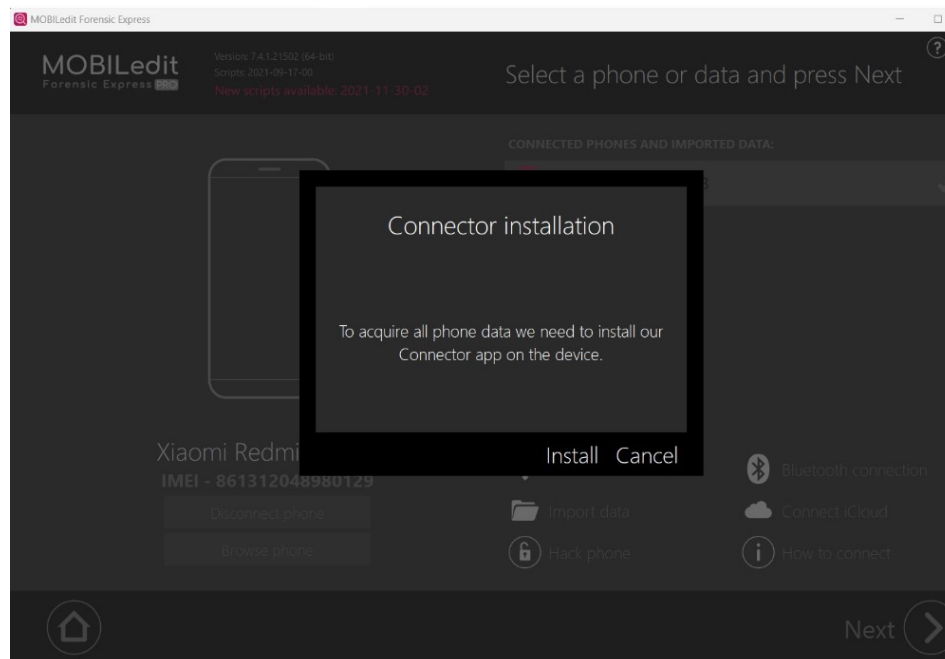 MOBILedit Forensic Express
MOBILedit
Forensic Express PRO
Version: 7.4.1.21502 (64-bit)
Scripts: 2021-09-17-00
New scripts available: 2021-11-30-02
Select a phone or data and press Next
CONNECTED PHONES AND IMPORTED DATA:
Connector installation
To acquire all phone data we need to install our
Connector app on the device.
Install Cancel
Xiaomi Redmi
IMEI - 861312048980129
Disconnect phone
Browse phone
Bluetooth connection
Import data
Connect iCloud
Hack phone
How to connect
Next